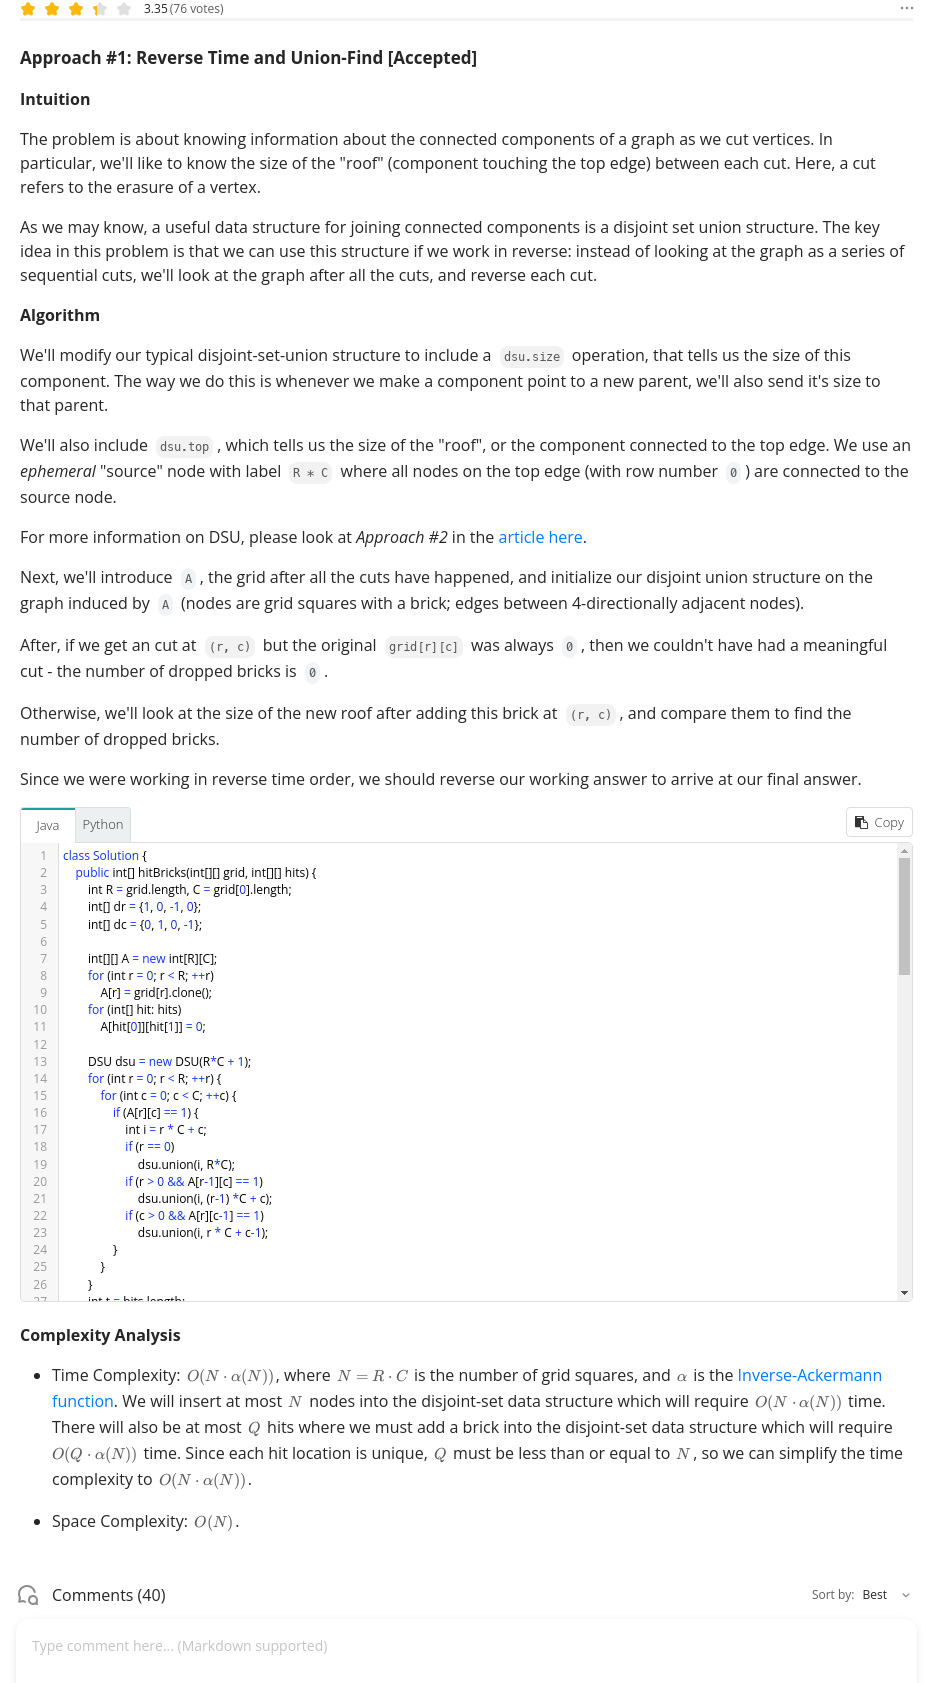 3.35 (76 votes)
Approach #1: Reverse Time and Union-Find [Accepted]
Intuition
The problem is about knowing information about the connected components of a graph as we cut vertices. In
particular, we'll like to know the size of the "roof" (component touching the top edge) between each cut. Here, a cut
refers to the erasure of a vertex.
As we may know, a useful data structure for joining connected components is a disjoint set union structure. The key
idea in this problem is that we can use this structure if we work in reverse: instead of looking at the graph as a series of
sequential cuts, we'll look at the graph after all the cuts, and reverse each cut.
Algorithm
We'll modify our typical disjoint-set-union structure to include a dsu.size operation, that tells us the size of this
component. The way we do this is whenever we make a component point to a new parent, we'll also send it's size to
that parent.
We'll also include dsu.top , which tells us the size of the "roof", or the component connected to the top edge. We use an
ephemeral "source" node with label R * C where all nodes on the top edge (with row number 0 ) are connected to the
source node.
For more information on DSU, please look at Approach #2 in the article here.
Next, we'll introduce A , the grid after all the cuts have happened, and initialize our disjoint union structure on the
graph induced by A (nodes are grid squares with a brick; edges between 4-directionally adjacent nodes).
After, if we get an cut at (r, c) but the original grid[r][c] was always 0 , then we couldn't have had a meaningful
cut - the number of dropped bricks is 0 .
Otherwise, we'll look at the size of the new roof after adding this brick at (r, c) , and compare them to find the
number of dropped bricks.
Since we were working in reverse time order, we should reverse our working answer to arrive at our final answer.
Java Python Copy
1 class Solution {
2 public int[] hitBricks(int[][] grid, int[][] hits) {
3 int R = grid.length, C = grid[0].length;
4 int[] dr = {1, 0, -1, 0};
5 int[] dc = {0, 1, 0, -1};
6
7 int[][] A = new int[R][C];
8 for (int r = 0; r < R; ++r)
9 A[r] = grid[r].clone();
10 for (int[] hit: hits)
11 A[hit[0]][hit[1]] = 0;
12
13 DSU dsu = new DSU(R*C + 1);
14 for (int r = 0; r < R; ++r) {
15 for (int c = 0; c < C; ++c) {
16 if (A[r][c] == 1) {
17 int i = r * C + c;
18 if (r == 0)
19 dsu.union(i, R*C);
20 if (r > 0 && A[r-1][c] == 1)
21 dsu.union(i, (r-1) *C + c);
22 if (c > 0 && A[r][c-1] == 1)
23 dsu.union(i, r * C + c-1);
24 }
25 }
26 }
27 int t = hits.length;
Complexity Analysis
• Time Complexity: O(N · α(N)), where N = R · C is the number of grid squares, and α is the Inverse-Ackermann
function. We will insert at most N nodes into the disjoint-set data structure which will require O(N · α(N)) time.
There will also be at most Q hits where we must add a brick into the disjoint-set data structure which will require
O(Q · α(N)) time. Since each hit location is unique, Q must be less than or equal to N , so we can simplify the time
complexity to O(N · α(N)).
• Space Complexity: O(N).
Comments (40) Sort by: Best
Type comment here... (Markdown supported)